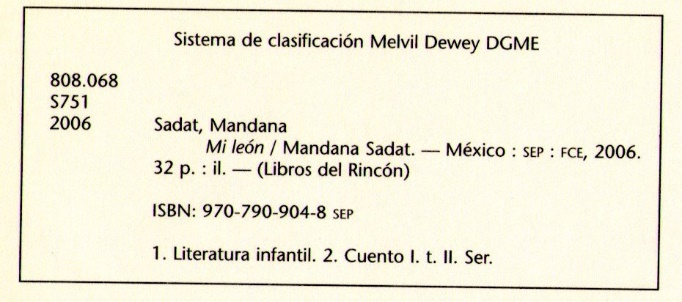 Sistema de clasificación Melvil Dewey DGME
808.068
S751
2006 Sadat, Mandana
Mi león / Mandana Sadat. — México : SEP : FCE, 2006.
32 p. : il. — (Libros del Rincón)
ISBN: 970-790-904-8 SEP
1. Literatura infantil. 2. Cuento I. t. II. Ser.